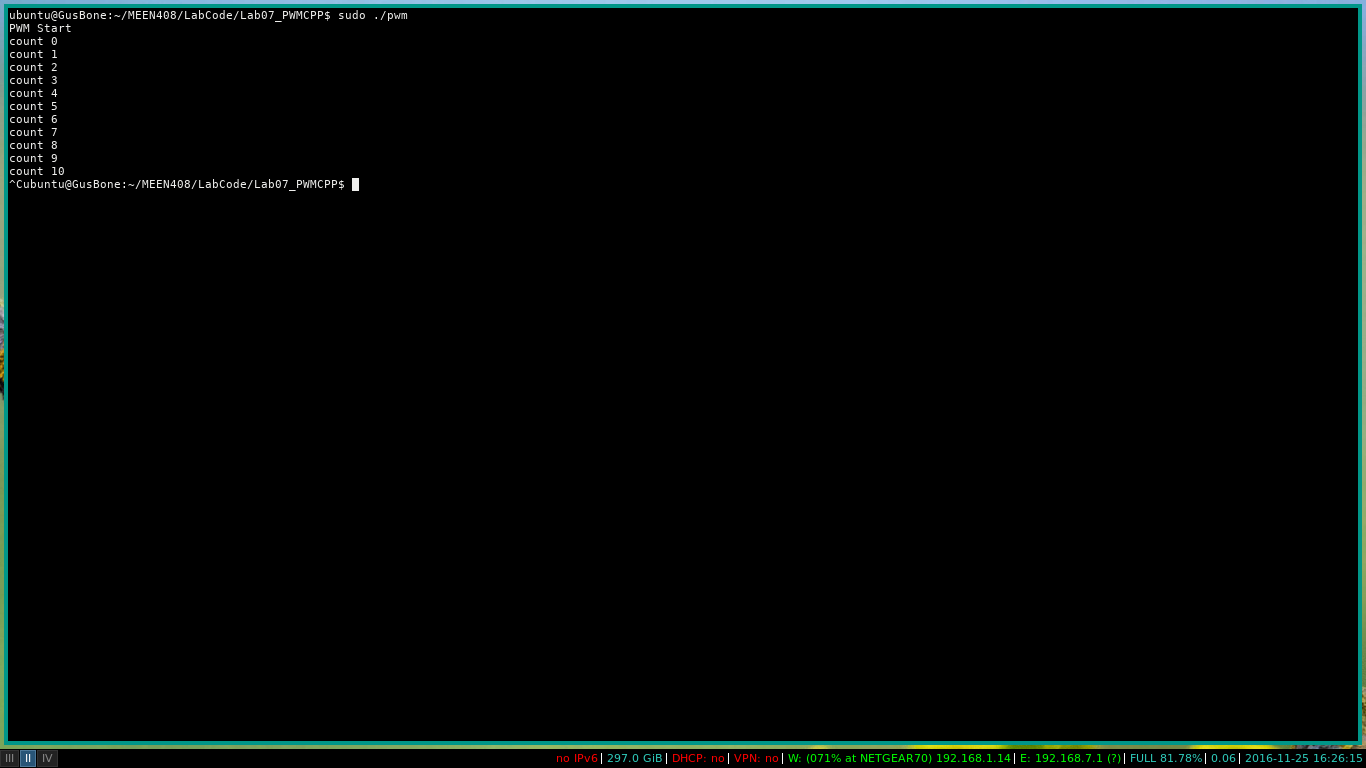 ubuntu@GusBone:~/MEEN408/LabCode/Lab07_PWMCPP$ sudo ./pwm
PWM Start
count 0
count 1
count 2
count 3
count 4
count 5
count 6
count 7
count 8
count 9
count 10
^Cubuntu@GusBone:~/MEEN408/LabCode/Lab07_PWMCPP$
III II IV no IPv6| 297.0 GiB| DHCP: no| VPN: no| W: (071% at NETGEAR70) 192.168.1.14| E: 192.168.7.1 (?)| FULL 81.78%| 0.06| 2016-11-25 16:26:15